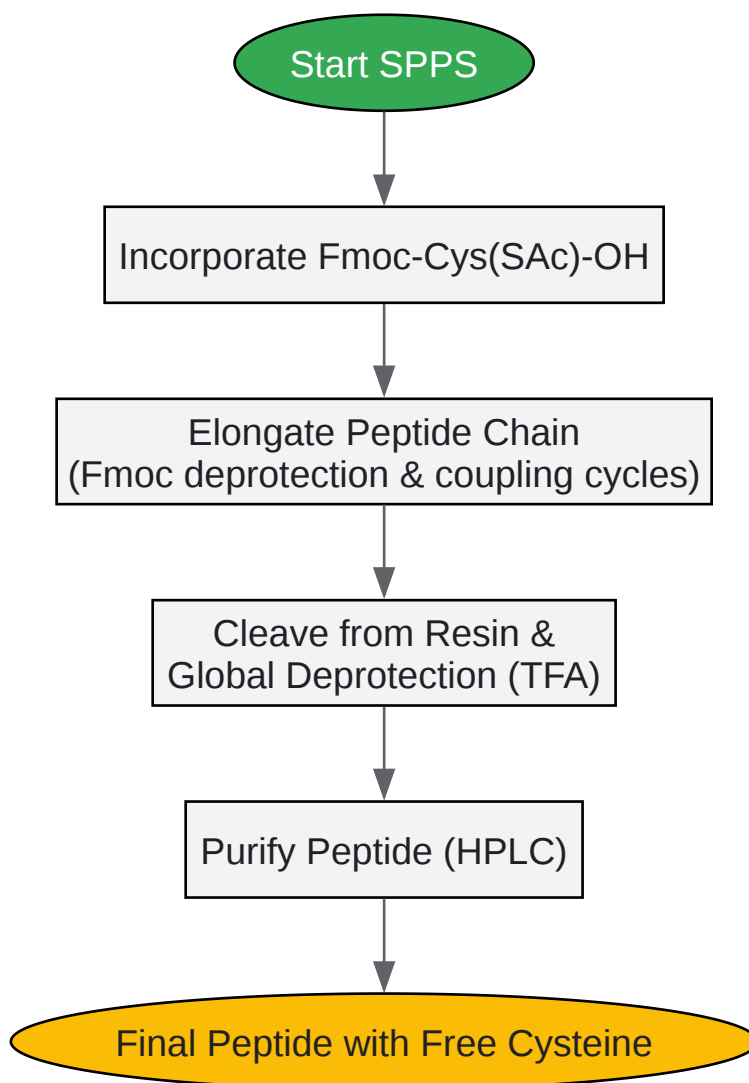 Start SPPS
Incorporate Fmoc-Cys(SAc)-OH
Elongate Peptide Chain
(Fmoc deprotection & coupling cycles)
Cleave from Resin &
Global Deprotection (TFA)
Purify Peptide (HPLC)
Final Peptide with Free Cysteine